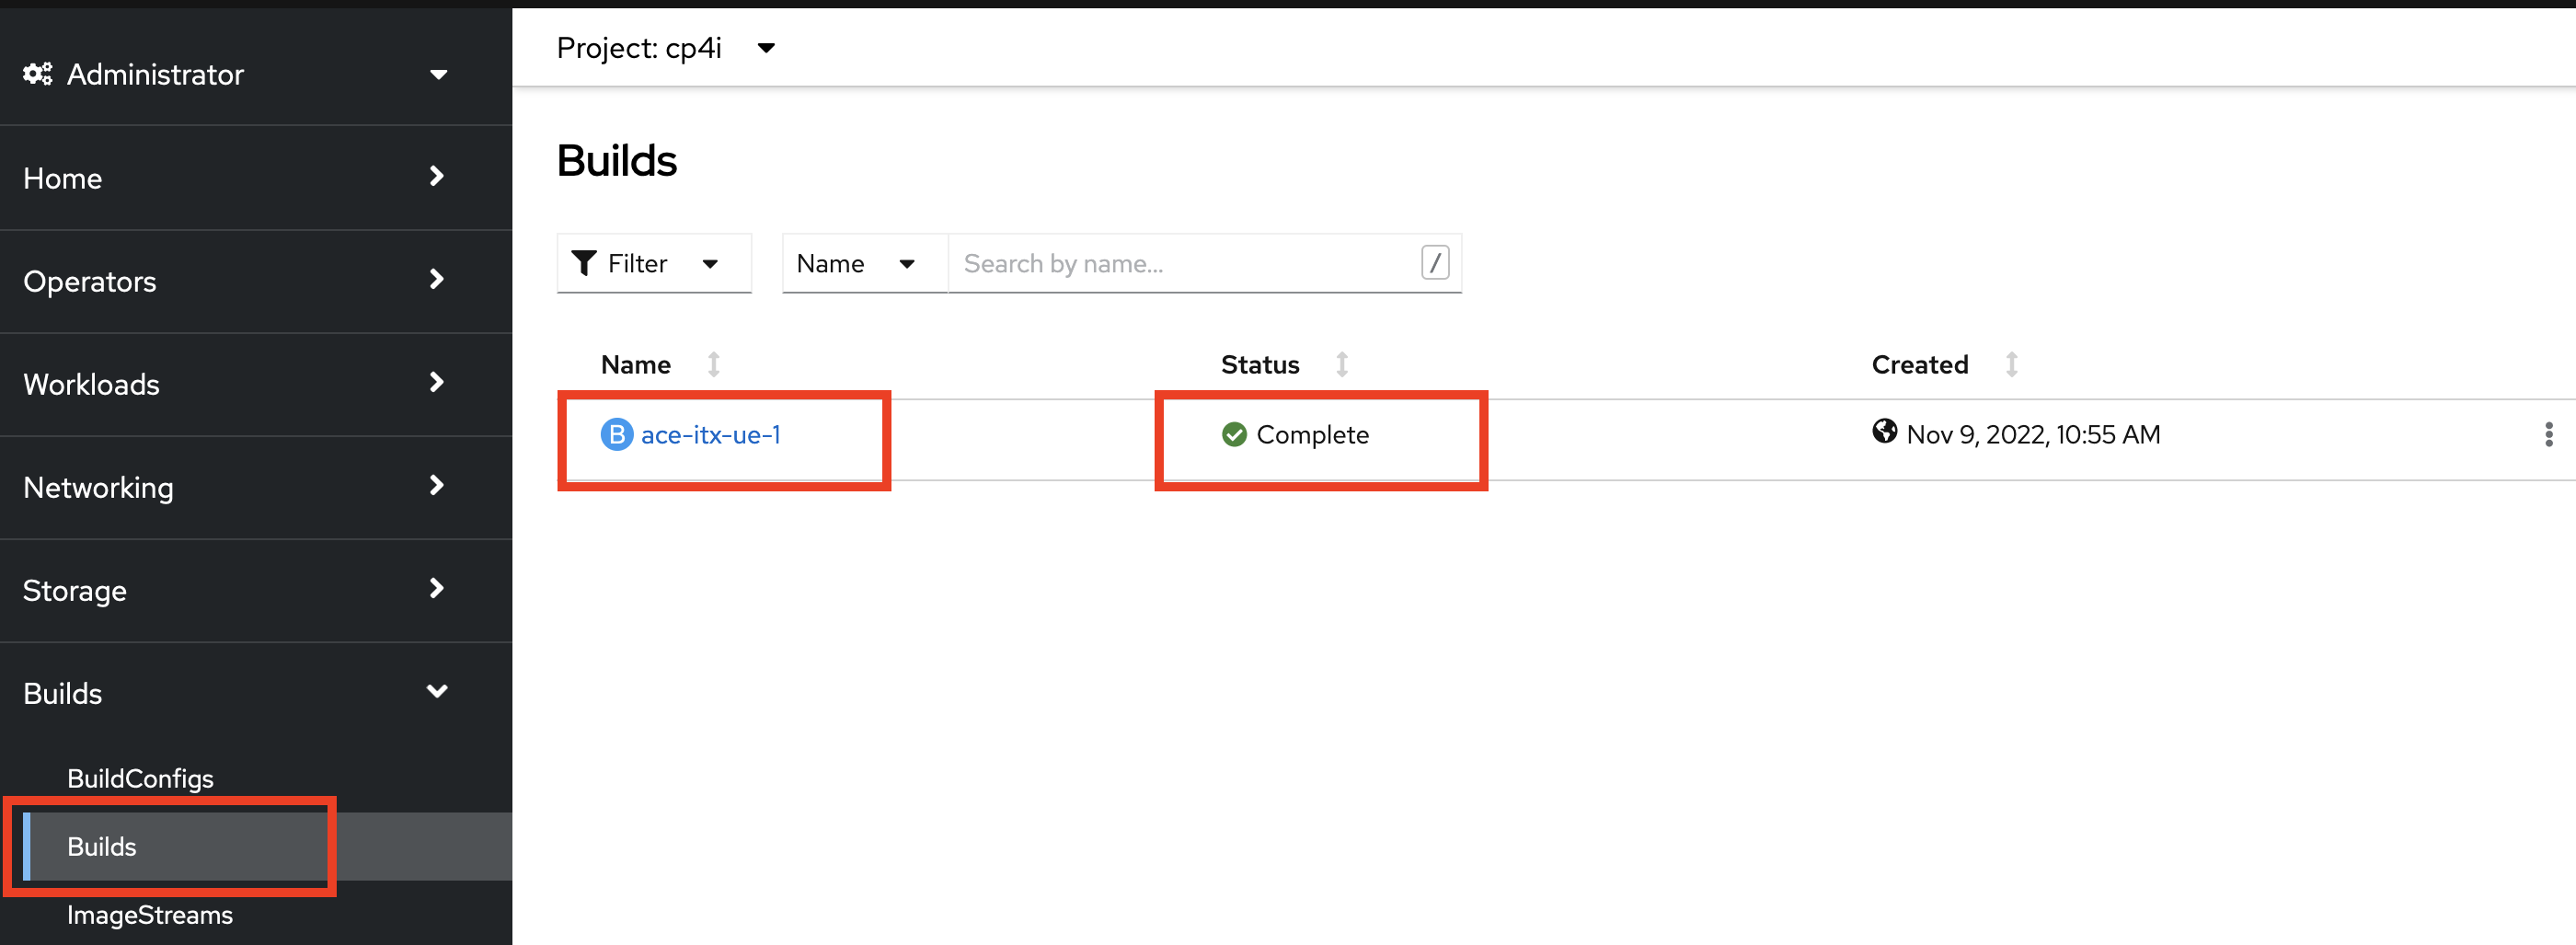 Administrator
Home
Operators
Workloads
Networking
Storage
Builds
BuildConfigs
Builds
ImageStreams
Project: cp4i
Builds
Filter Name Search by name... /
Name Status Created
B ace-itx-ue-1 Complete Nov 9, 2022, 10:55 AM